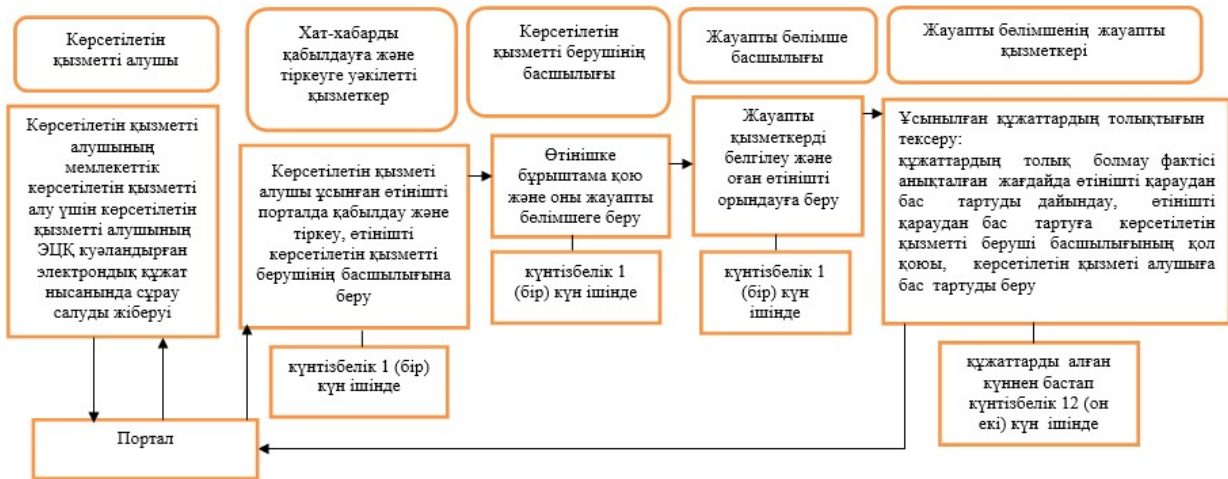 Көрсетілетін
қызметті алушы
Хат-хабарды
қабылдауға және
тіркеуге уәкілетті
қызметкер
Көрсетілетін
қызметті берушінің
басшылығы
Жауапты бөлімше
басшылығы
Жауапты бөлімшенің жауапты
қызметкері
Көрсетілетін қызметті
алушының
мемлекеттік
көрсетілетін қызметті
алу үшін көрсетілетін
қызметті алушының
ЭЦҚ куәландырған
электрондық құжат
нысанында сұрау
салуды жіберуі
Көрсетілетін қызметі
алушы ұсынған өтінішті
порталда қабылдау және
тіркеу, өтінішті
көрсетілетін қызметті
берушінің басшылығына
беру
күнтізбелік 1 (бір)
күн ішінде
Өтінішке
бұрыштама қою
және оны жауапты
бөлімшеге беру
күнтізбелік 1
(бір) күн ішінде
Жауапты
қызметкерді
белгілеу және
оған өтінішті
орындауға беру
күнтізбелік 1
(бір) күн
ішінде
Ұсынылған құжаттардың толықтығын
тексеру:
құжаттардың толық болмау фактісі
анықталған жағдайда өтінішті қараудан
бас тартуды дайындау, өтінішті
қараудан бас тартуға көрсетілетін
қызметті беруші басшылығының қол
қоюы, көрсетілетін қызметі алушыға
бас тартуды беру
құжаттарды алған
күннен бастап
күнтізбелік 12 (он
екі) күн ішінде
Портал